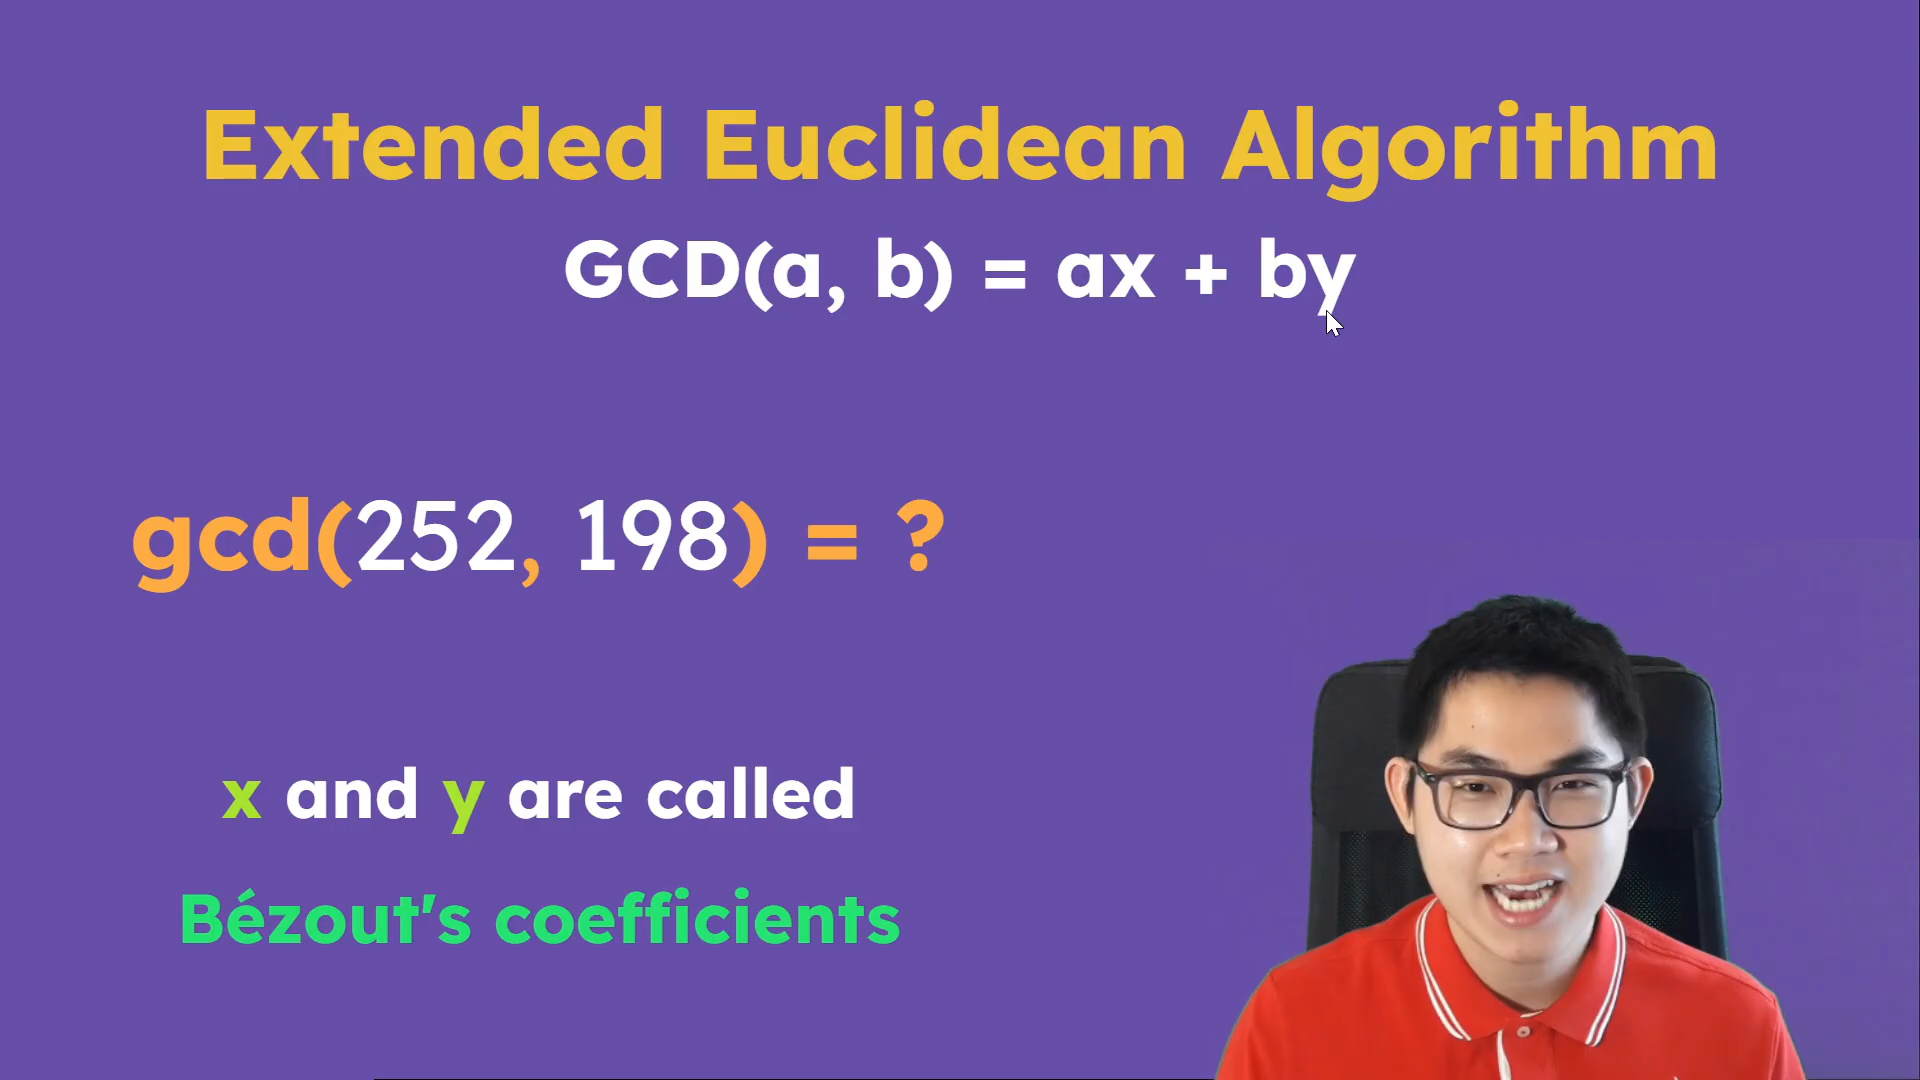 Extended Euclidean Algorithm
GCD(a, b) = ax + by
gcd(252, 198) = ?
x and y are called
Bézout's coefficients